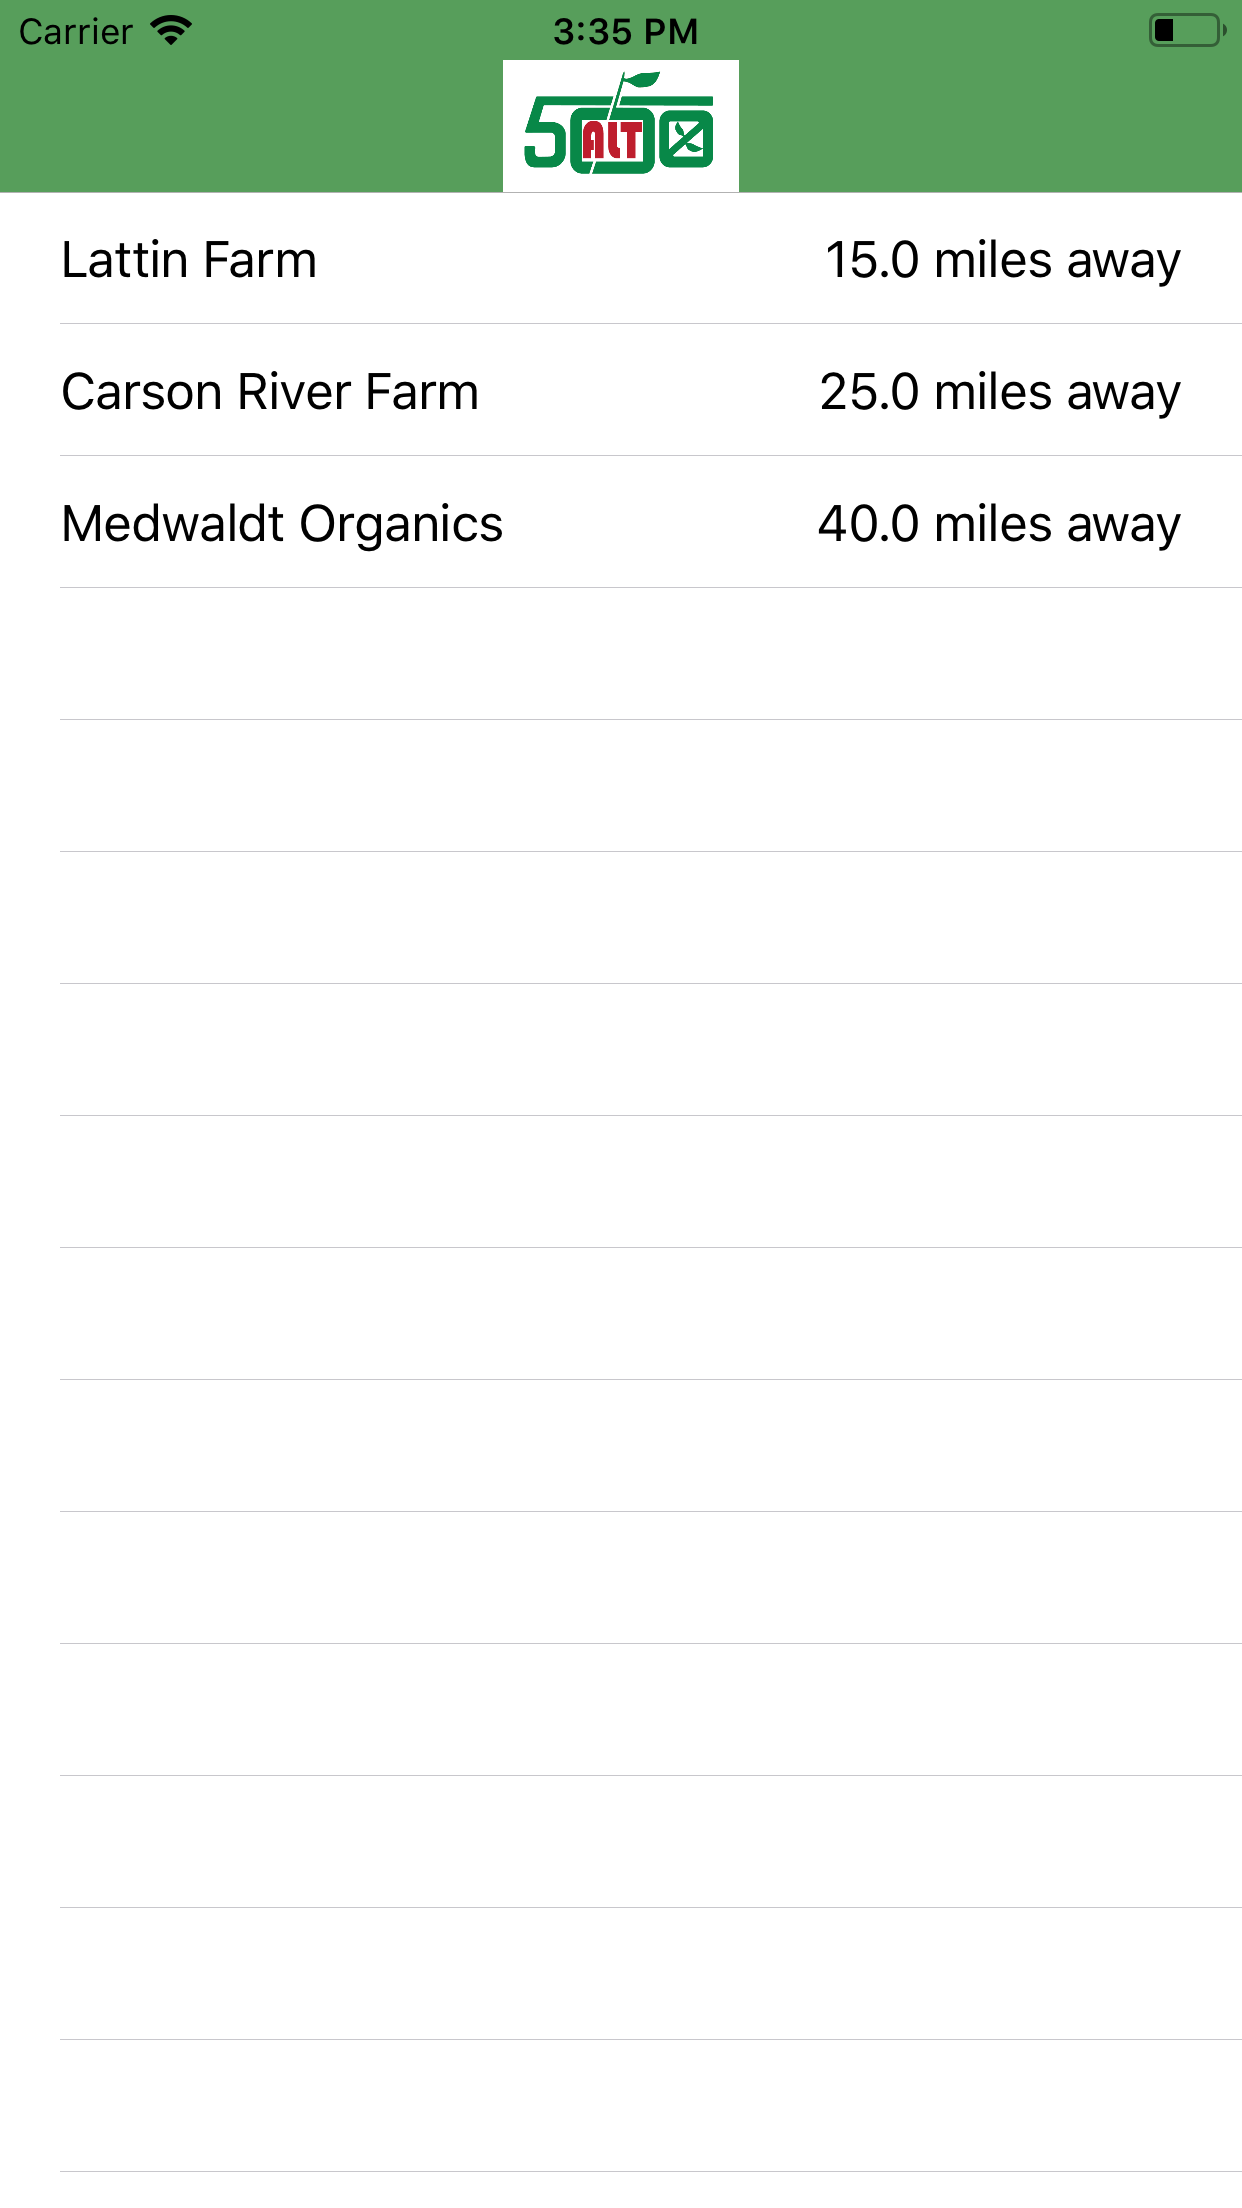 Carrier 3:35 PM
500 ALT
Lattin Farm 15.0 miles away
Carson River Farm 25.0 miles away
Medwaldt Organics 40.0 miles away